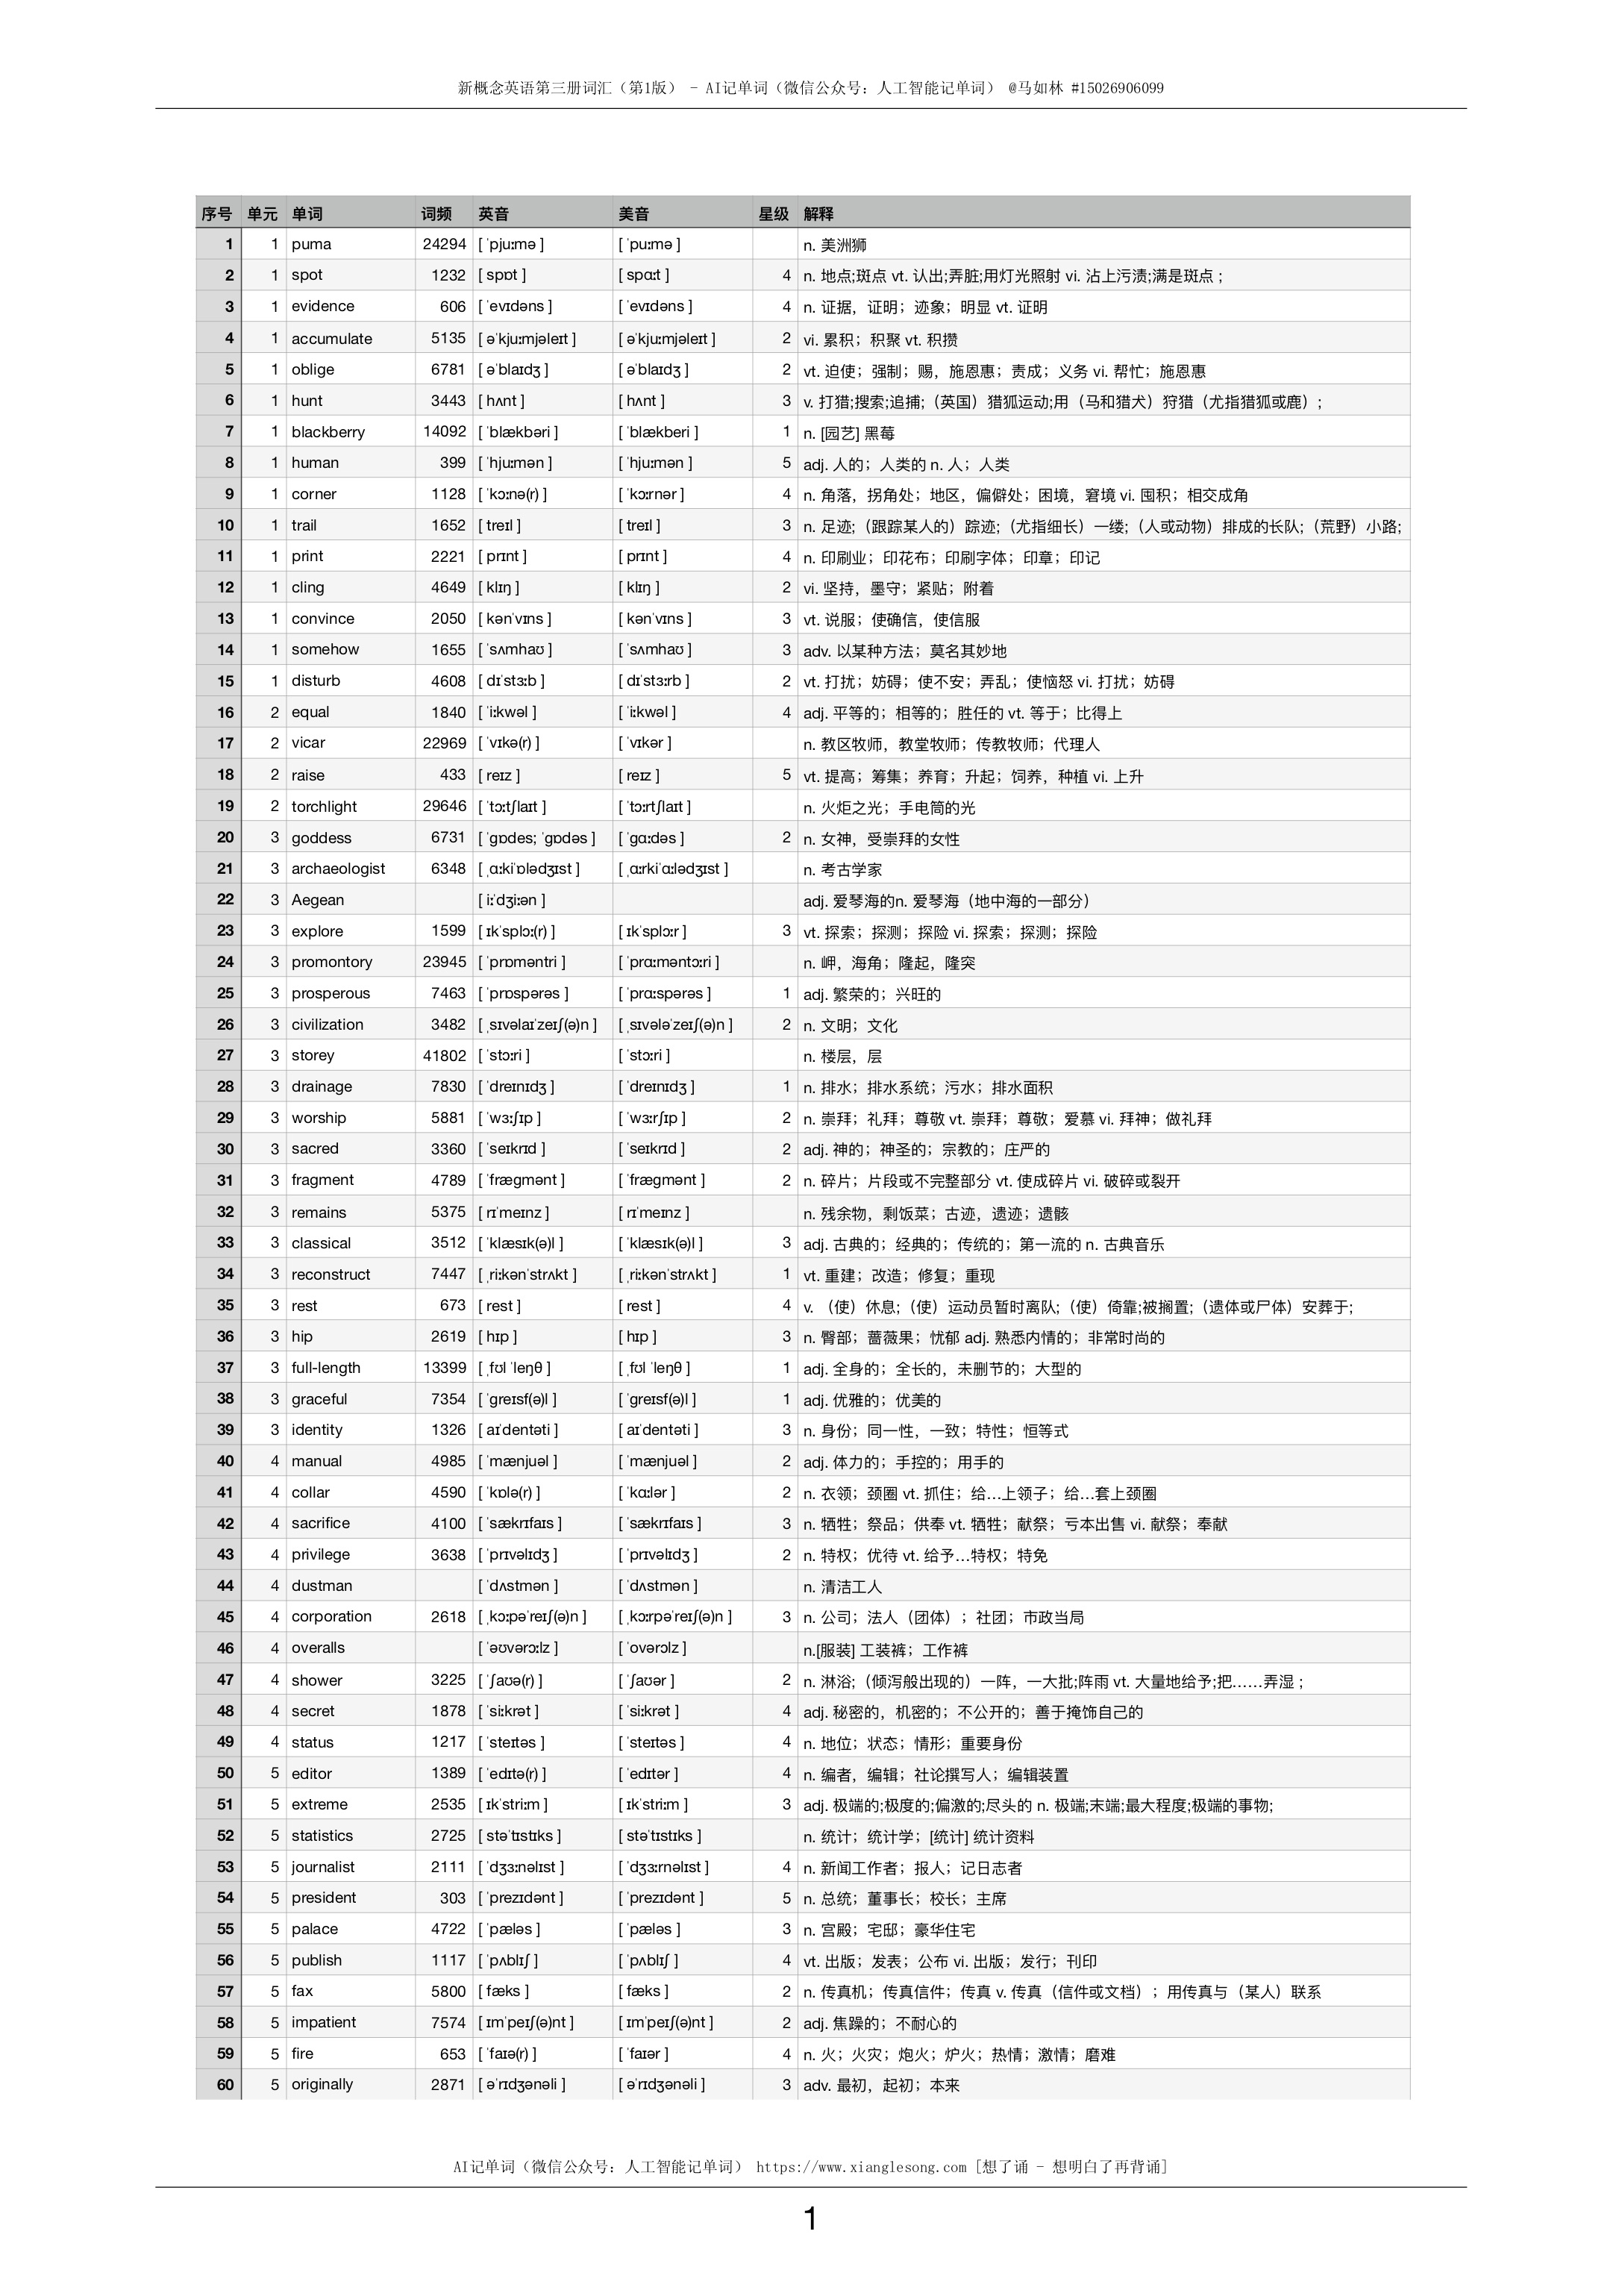 新概念英语第三册词汇（第1版） - AI记单词（微信公众号：人工智能记单词） @马如林 #15026906099
序号 单元 单词 词频 英音 美音 星级 解释
1 1 puma 24294 [ ˈpjuːmə ] [ ˈpuːmə ] n. 美洲狮
2 1 spot 1232 [ spɒt ] [ spɑːt ] 4 n. 地点;斑点 vt. 认出;弄脏;用灯光照射 vi. 沾上污渍;满是斑点 ;
3 1 evidence 606 [ ˈevɪdəns ] [ ˈevɪdəns ] 4 n. 证据，证明；迹象；明显 vt. 证明
4 1 accumulate 5135 [ əˈkjuːmjəleɪt ] [ əˈkjuːmjəleɪt ] 2 vi. 累积；积聚 vt. 积攒
5 1 oblige 6781 [ əˈblaɪdʒ ] [ əˈblaɪdʒ ] 2 vt. 迫使；强制；赐，施恩惠；责成；义务 vi. 帮忙；施恩惠
6 1 hunt 3443 [ hʌnt ] [ hʌnt ] 3 v. 打猎;搜索;追捕;（英国）猎狐运动;用（马和猎犬）狩猎（尤指猎狐或鹿）;
7 1 blackberry 14092 [ ˈblækbəri ] [ ˈblækberi ] 1 n. [园艺] 黑莓
8 1 human 399 [ ˈhjuːmən ] [ ˈhjuːmən ] 5 adj. 人的；人类的 n. 人；人类
9 1 corner 1128 [ ˈkɔːnə(r) ] [ ˈkɔːrnər ] 4 n. 角落，拐角处；地区，偏僻处；困境，窘境 vi. 囤积；相交成角
10 1 trail 1652 [ treɪl ] [ treɪl ] 3 n. 足迹;（跟踪某人的）踪迹;（尤指细长）一缕;（人或动物）排成的长队;（荒野）小路;
11 1 print 2221 [ prɪnt ] [ prɪnt ] 4 n. 印刷业；印花布；印刷字体；印章；印记
12 1 cling 4649 [ klɪŋ ] [ klɪŋ ] 2 vi. 坚持，墨守；紧贴；附着
13 1 convince 2050 [ kənˈvɪns ] [ kənˈvɪns ] 3 vt. 说服；使确信，使信服
14 1 somehow 1655 [ ˈsʌmhaʊ ] [ ˈsʌmhaʊ ] 3 adv. 以某种方法；莫名其妙地
15 1 disturb 4608 [ dɪˈstɜːb ] [ dɪˈstɜːrb ] 2 vt. 打扰；妨碍；使不安；弄乱；使恼怒 vi. 打扰；妨碍
16 2 equal 1840 [ ˈiːkwəl ] [ ˈiːkwəl ] 4 adj. 平等的；相等的；胜任的 vt. 等于；比得上
17 2 vicar 22969 [ ˈvɪkə(r) ] [ ˈvɪkər ] n. 教区牧师，教堂牧师；传教牧师；代理人
18 2 raise 433 [ reɪz ] [ reɪz ] 5 vt. 提高；筹集；养育；升起；饲养，种植 vi. 上升
19 2 torchlight 29646 [ ˈtɔːtʃlaɪt ] [ ˈtɔːrtʃlaɪt ] n. 火炬之光；手电筒的光
20 3 goddess 6731 [ ˈɡɒdes; ˈɡɒdəs ] [ ˈɡɑːdəs ] 2 n. 女神，受崇拜的女性
21 3 archaeologist 6348 [ ˌɑːkiˈɒlədʒɪst ] [ ˌɑːrkiˈɑːlədʒɪst ] n. 考古学家
22 3 Aegean [ iːˈdʒiːən ] adj. 爱琴海的n. 爱琴海（地中海的一部分）
23 3 explore 1599 [ ɪkˈsplɔː(r) ] [ ɪkˈsplɔːr ] 3 vt. 探索；探测；探险 vi. 探索；探测；探险
24 3 promontory 23945 [ ˈprɒməntri ] [ ˈprɑːməntɔːri ] n. 岬，海角；隆起，隆突
25 3 prosperous 7463 [ ˈprɒspərəs ] [ ˈprɑːspərəs ] 1 adj. 繁荣的；兴旺的
26 3 civilization 3482 [ ˌsɪvəlaɪˈzeɪʃ(ə)n ] [ ˌsɪvələˈzeɪʃ(ə)n ] 2 n. 文明；文化
27 3 storey 41802 [ ˈstɔːri ] [ ˈstɔːri ] n. 楼层，层
28 3 drainage 7830 [ ˈdreɪnɪdʒ ] [ ˈdreɪnɪdʒ ] 1 n. 排水；排水系统；污水；排水面积
29 3 worship 5881 [ ˈwɜːʃɪp ] [ ˈwɜːrʃɪp ] 2 n. 崇拜；礼拜；尊敬 vt. 崇拜；尊敬；爱慕 vi. 拜神；做礼拜
30 3 sacred 3360 [ ˈseɪkrɪd ] [ ˈseɪkrɪd ] 2 adj. 神的；神圣的；宗教的；庄严的
31 3 fragment 4789 [ ˈfræɡmənt ] [ ˈfræɡmənt ] 2 n. 碎片；片段或不完整部分 vt. 使成碎片 vi. 破碎或裂开
32 3 remains 5375 [ rɪˈmeɪnz ] [ rɪˈmeɪnz ] n. 残余物，剩饭菜；古迹，遗迹；遗骸
33 3 classical 3512 [ ˈklæsɪk(ə)l ] [ ˈklæsɪk(ə)l ] 3 adj. 古典的；经典的；传统的；第一流的 n. 古典音乐
34 3 reconstruct 7447 [ ˌriːkənˈstrʌkt ] [ ˌriːkənˈstrʌkt ] 1 vt. 重建；改造；修复；重现
35 3 rest 673 [ rest ] [ rest ] 4 v. （使）休息;（使）运动员暂时离队;（使）倚靠;被搁置;（遗体或尸体）安葬于;
36 3 hip 2619 [ hɪp ] [ hɪp ] 3 n. 臀部；蔷薇果；忧郁 adj. 熟悉内情的；非常时尚的
37 3 full-length 13399 [ ˌfʊl ˈleŋθ ] [ ˌfʊl ˈleŋθ ] 1 adj. 全身的；全长的，未删节的；大型的
38 3 graceful 7354 [ ˈɡreɪsf(ə)l ] [ ˈɡreɪsf(ə)l ] 1 adj. 优雅的；优美的
39 3 identity 1326 [ aɪˈdentəti ] [ aɪˈdentəti ] 3 n. 身份；同一性，一致；特性；恒等式
40 4 manual 4985 [ ˈmænjuəl ] [ ˈmænjuəl ] 2 adj. 体力的；手控的；用手的
41 4 collar 4590 [ ˈkɒlə(r) ] [ ˈkɑːlər ] 2 n. 衣领；颈圈 vt. 抓住；给…上领子；给…套上颈圈
42 4 sacrifice 4100 [ ˈsækrɪfaɪs ] [ ˈsækrɪfaɪs ] 3 n. 牺牲；祭品；供奉 vt. 牺牲；献祭；亏本出售 vi. 献祭；奉献
43 4 privilege 3638 [ ˈprɪvəlɪdʒ ] [ ˈprɪvəlɪdʒ ] 2 n. 特权；优待 vt. 给予…特权；特免
44 4 dustman [ ˈdʌstmən ] [ ˈdʌstmən ] n. 清洁工人
45 4 corporation 2618 [ ˌkɔːpəˈreɪʃ(ə)n ] [ ˌkɔːrpəˈreɪʃ(ə)n ] 3 n. 公司；法人（团体）；社团；市政当局
46 4 overalls [ ˈəʊvərɔːlz ] [ ˈovərɔlz ] n.[服装] 工装裤；工作裤
47 4 shower 3225 [ ˈʃaʊə(r) ] [ ˈʃaʊər ] 2 n. 淋浴;（倾泻般出现的）一阵，一大批;阵雨 vt. 大量地给予;把……弄湿 ;
48 4 secret 1878 [ ˈsiːkrət ] [ ˈsiːkrət ] 4 adj. 秘密的，机密的；不公开的；善于掩饰自己的
49 4 status 1217 [ ˈsteɪtəs ] [ ˈsteɪtəs ] 4 n. 地位；状态；情形；重要身份
50 5 editor 1389 [ ˈedɪtə(r) ] [ ˈedɪtər ] 4 n. 编者，编辑；社论撰写人；编辑装置
51 5 extreme 2535 [ ɪkˈstriːm ] [ ɪkˈstriːm ] 3 adj. 极端的;极度的;偏激的;尽头的 n. 极端;末端;最大程度;极端的事物;
52 5 statistics 2725 [ stəˈtɪstɪks ] [ stəˈtɪstɪks ] n. 统计；统计学；[统计] 统计资料
53 5 journalist 2111 [ ˈdʒɜːnəlɪst ] [ ˈdʒɜːrnəlɪst ] 4 n. 新闻工作者；报人；记日志者
54 5 president 303 [ ˈprezɪdənt ] [ ˈprezɪdənt ] 5 n. 总统；董事长；校长；主席
55 5 palace 4722 [ ˈpæləs ] [ ˈpæləs ] 3 n. 宫殿；宅邸；豪华住宅
56 5 publish 1117 [ ˈpʌblɪʃ ] [ ˈpʌblɪʃ ] 4 vt. 出版；发表；公布 vi. 出版；发行；刊印
57 5 fax 5800 [ fæks ] [ fæks ] 2 n. 传真机；传真信件；传真 v. 传真（信件或文档）；用传真与（某人）联系
58 5 impatient 7574 [ ɪmˈpeɪʃ(ə)nt ] [ ɪmˈpeɪʃ(ə)nt ] 2 adj. 焦躁的；不耐心的
59 5 fire 653 [ ˈfaɪə(r) ] [ ˈfaɪər ] 4 n. 火；火灾；炮火；炉火；热情；激情；磨难
60 5 originally 2871 [ əˈrɪdʒənəli ] [ əˈrɪdʒənəli ] 3 adv. 最初，起初；本来
AI记单词（微信公众号：人工智能记单词） https://www.xianglesong.com [想了诵 - 想明白了再背诵]
1